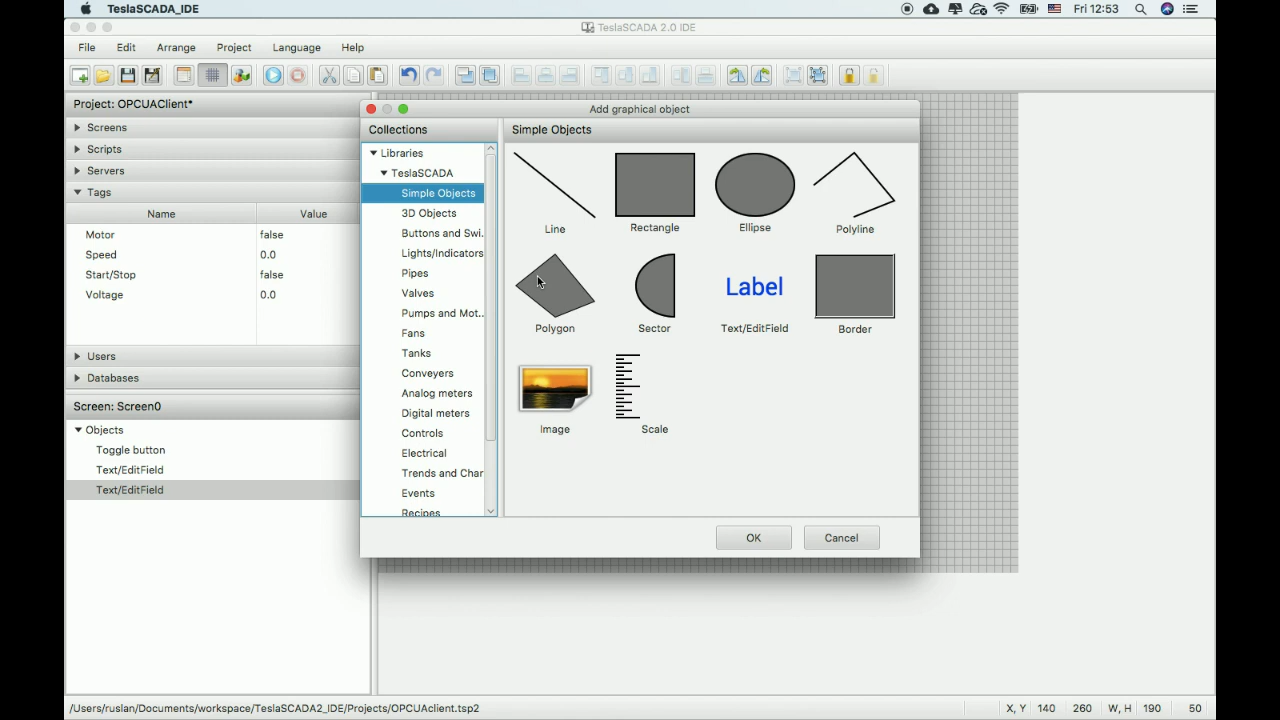 TeslaSCADA_IDE
Fri 12:53
TeslaSCADA 2.0 IDE
File Edit Arrange Project Language Help
Project: OPCUAClient*
Screens
Scripts
Servers
Tags
Name Value
Motor false
Speed 0.0
Start/Stop false
Voltage 0.0
Users
Databases
Screen: Screen0
Objects
Toggle button
Text/EditField
Text/EditField
Add graphical object
Collections
Libraries
TeslaSCADA
Simple Objects
3D Objects
Buttons and Swi..
Lights/Indicators
Pipes
Valves
Pumps and Mot..
Fans
Tanks
Conveyers
Analog meters
Digital meters
Controls
Electrical
Trends and Char
Events
Recipes
Simple Objects
Line Rectangle Ellipse Polyline
Label
Polygon Sector Text/EditField Border
Image Scale
OK Cancel
/Users/ruslan/Documents/workspace/TeslaSCADA2_IDE/Projects/OPCUAclient.tsp2
X, Y 140 260 W, H 190 50